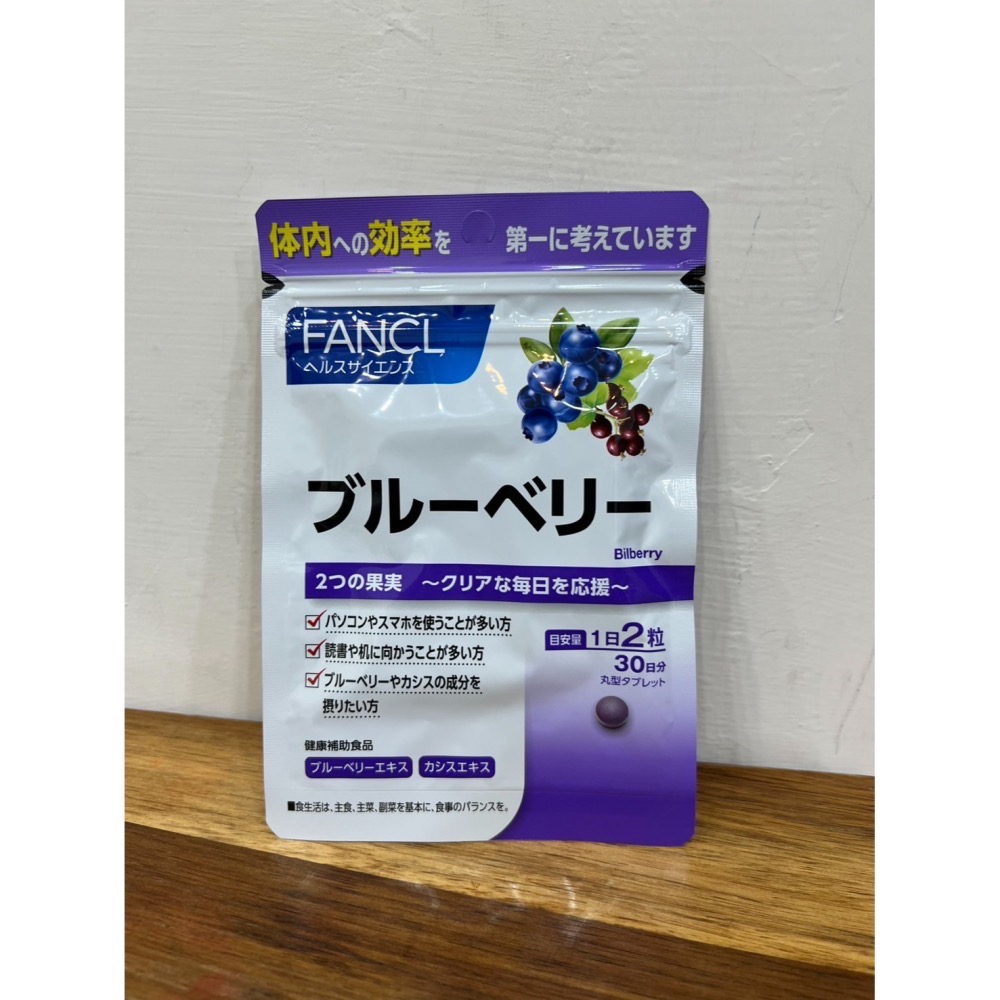 体内への効率を 第一に考えています
FANCL
ヘルスサイエンス
ブルーベリー
Bilberry
2つの果実 ～クリアな毎日を応援～
パソコンやスマホを使うことが多い方
読書や机に向かうことが多い方
ブルーベリーやカシスの成分を
摂りたい方
目安量 1日2粒
30日分
丸型タブレット
健康補助食品
ブルーベリーエキス カシスエキス
■食生活は、主食、主菜、副菜を基本に、食事のバランスを。